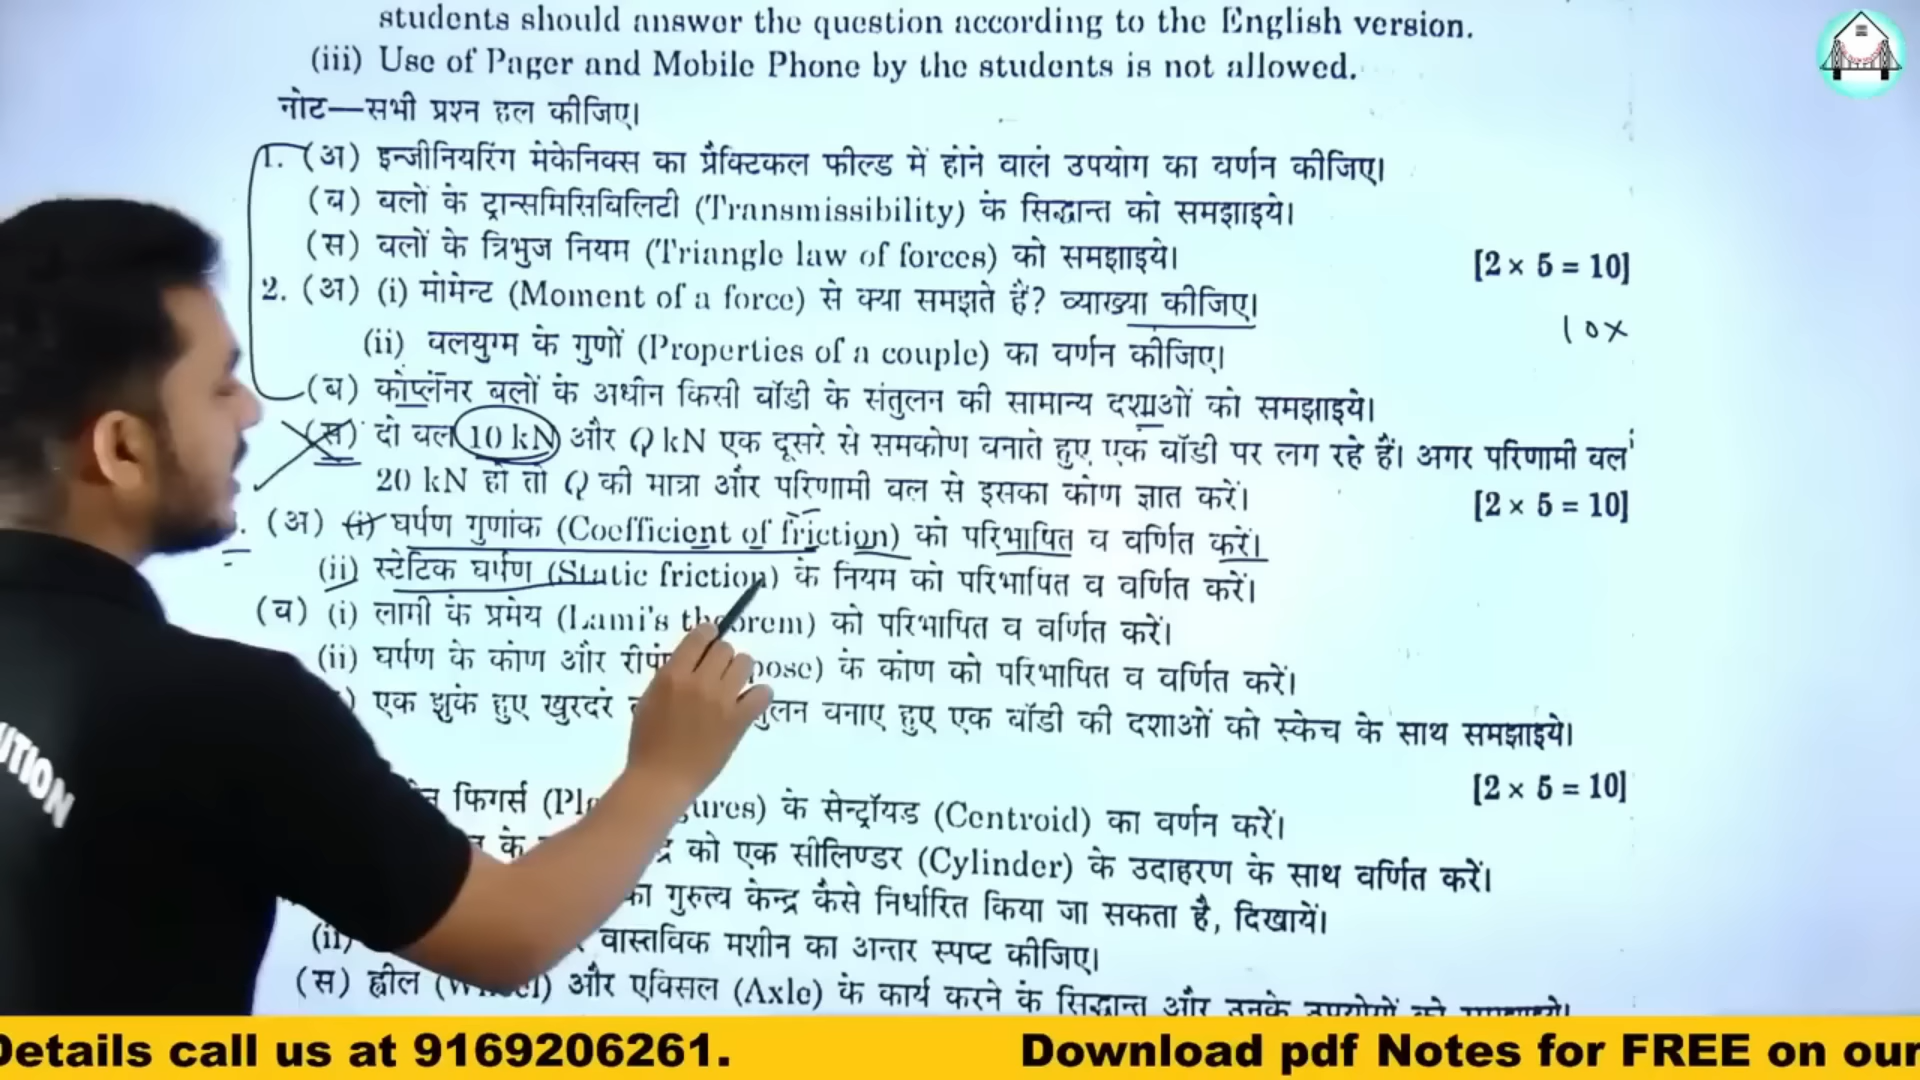 students should answer the question according to the English version.
(iii) Use of Pager and Mobile Phone by the students is not allowed.
नोट—सभी प्रश्न हल कीजिए।
1. (अ) इन्जीनियरिंग मेकेनिक्स का प्रैक्टिकल फील्ड में होने वाले उपयोग का वर्णन कीजिए।
(ब) बलों के ट्रान्समिसिबिलिटी (Transmissibility) के सिद्धान्त को समझाइये।
(स) बलों के त्रिभुज नियम (Triangle law of forces) को समझाइये।
[2 × 5 = 10]
2. (अ) (i) मोमेन्ट (Moment of a force) से क्या समझते हैं? व्याख्या कीजिए।
10x
(ii) बलयुग्म के गुणों (Properties of a couple) का वर्णन कीजिए।
(ब) कोप्लेनर बलों के अधीन किसी बॉडी के संतुलन की सामान्य दशाओं को समझाइये।
(स) दो बल 10 kN और Q kN एक दूसरे से समकोण बनाते हुए एक बॉडी पर लग रहे हैं। अगर परिणामी बल
20 kN हो तो Q की मात्रा और परिणामी बल से इसका कोण ज्ञात करें।
[2 × 5 = 10]
(अ) (i) घर्षण गुणांक (Coefficient of friction) को परिभाषित व वर्णित करें।
(ii) स्टेटिक घर्षण (Static friction) के नियम को परिभाषित व वर्णित करें।
(ब) (i) लामी के प्रमेय (Lami's theorem) को परिभाषित व वर्णित करें।
(ii) घर्षण के कोण और pose) के कोण को परिभाषित व वर्णित करें।
एक झुके हुए खुरदरे बनाए हुए एक बॉडी की दशाओं को स्केच के साथ समझाइये।
[2 × 5 = 10]
फिगर्स ures) के सेन्ट्रॉयड (Centroid) का वर्णन करें।
के को एक सीलिण्डर (Cylinder) के उदाहरण के साथ वर्णित करें।
का गुरुत्व केन्द्र कैसे निर्धारित किया जा सकता है, दिखायें।
(ii) वास्तविक मशीन का अन्तर स्पष्ट कीजिए।
(स) ह्वील और एक्सिल (Axle) के कार्य करने के सिद्धान्त और उनके उपयोगों को समझाइये।
UTION
Details call us at 9169206261. Download pdf Notes for FREE on our